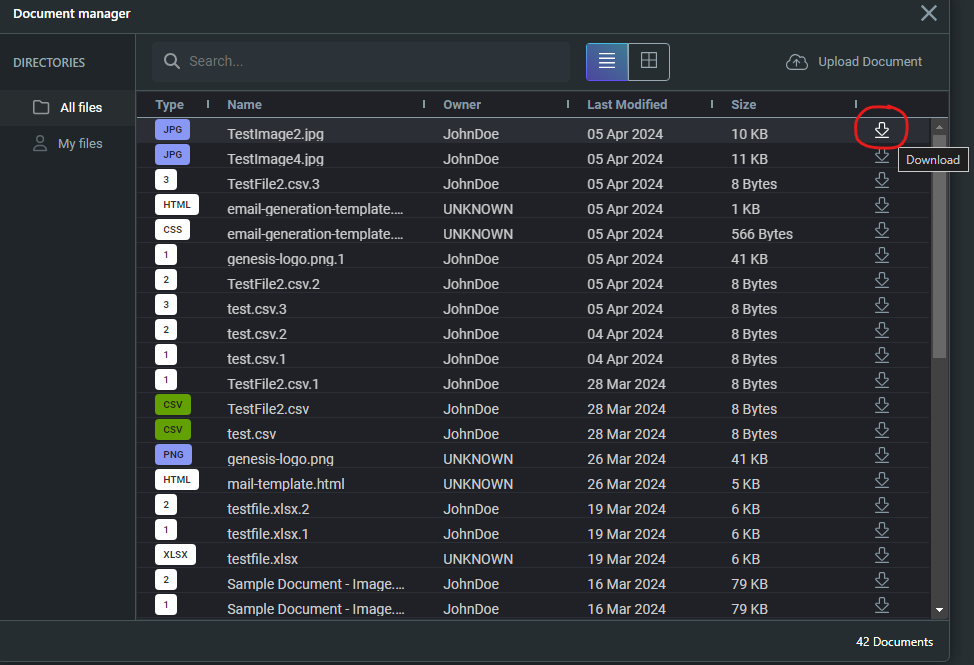 Document manager
DIRECTORIES
All files
My files
Search...
Upload Document
Type Name Owner Last Modified Size
JPG TestImage2.jpg JohnDoe 05 Apr 2024 10 KB
Download
JPG TestImage4.jpg JohnDoe 05 Apr 2024 11 KB
3 TestFile2.csv.3 JohnDoe 05 Apr 2024 8 Bytes
HTML email-generation-template.... UNKNOWN 05 Apr 2024 1 KB
CSS email-generation-template.... UNKNOWN 05 Apr 2024 566 Bytes
1 genesis-logo.png.1 JohnDoe 05 Apr 2024 41 KB
2 TestFile2.csv.2 JohnDoe 05 Apr 2024 8 Bytes
3 test.csv.3 JohnDoe 05 Apr 2024 8 Bytes
2 test.csv.2 JohnDoe 04 Apr 2024 8 Bytes
1 test.csv.1 JohnDoe 04 Apr 2024 8 Bytes
1 TestFile2.csv.1 JohnDoe 28 Mar 2024 8 Bytes
CSV TestFile2.csv JohnDoe 28 Mar 2024 8 Bytes
CSV test.csv JohnDoe 28 Mar 2024 8 Bytes
PNG genesis-logo.png UNKNOWN 26 Mar 2024 41 KB
HTML mail-template.html UNKNOWN 26 Mar 2024 5 KB
2 testfile.xlsx.2 JohnDoe 19 Mar 2024 6 KB
1 testfile.xlsx.1 JohnDoe 19 Mar 2024 6 KB
XLSX testfile.xlsx UNKNOWN 19 Mar 2024 6 KB
2 Sample Document - Image.... JohnDoe 16 Mar 2024 79 KB
1 Sample Document - Image.... JohnDoe 16 Mar 2024 79 KB
42 Documents